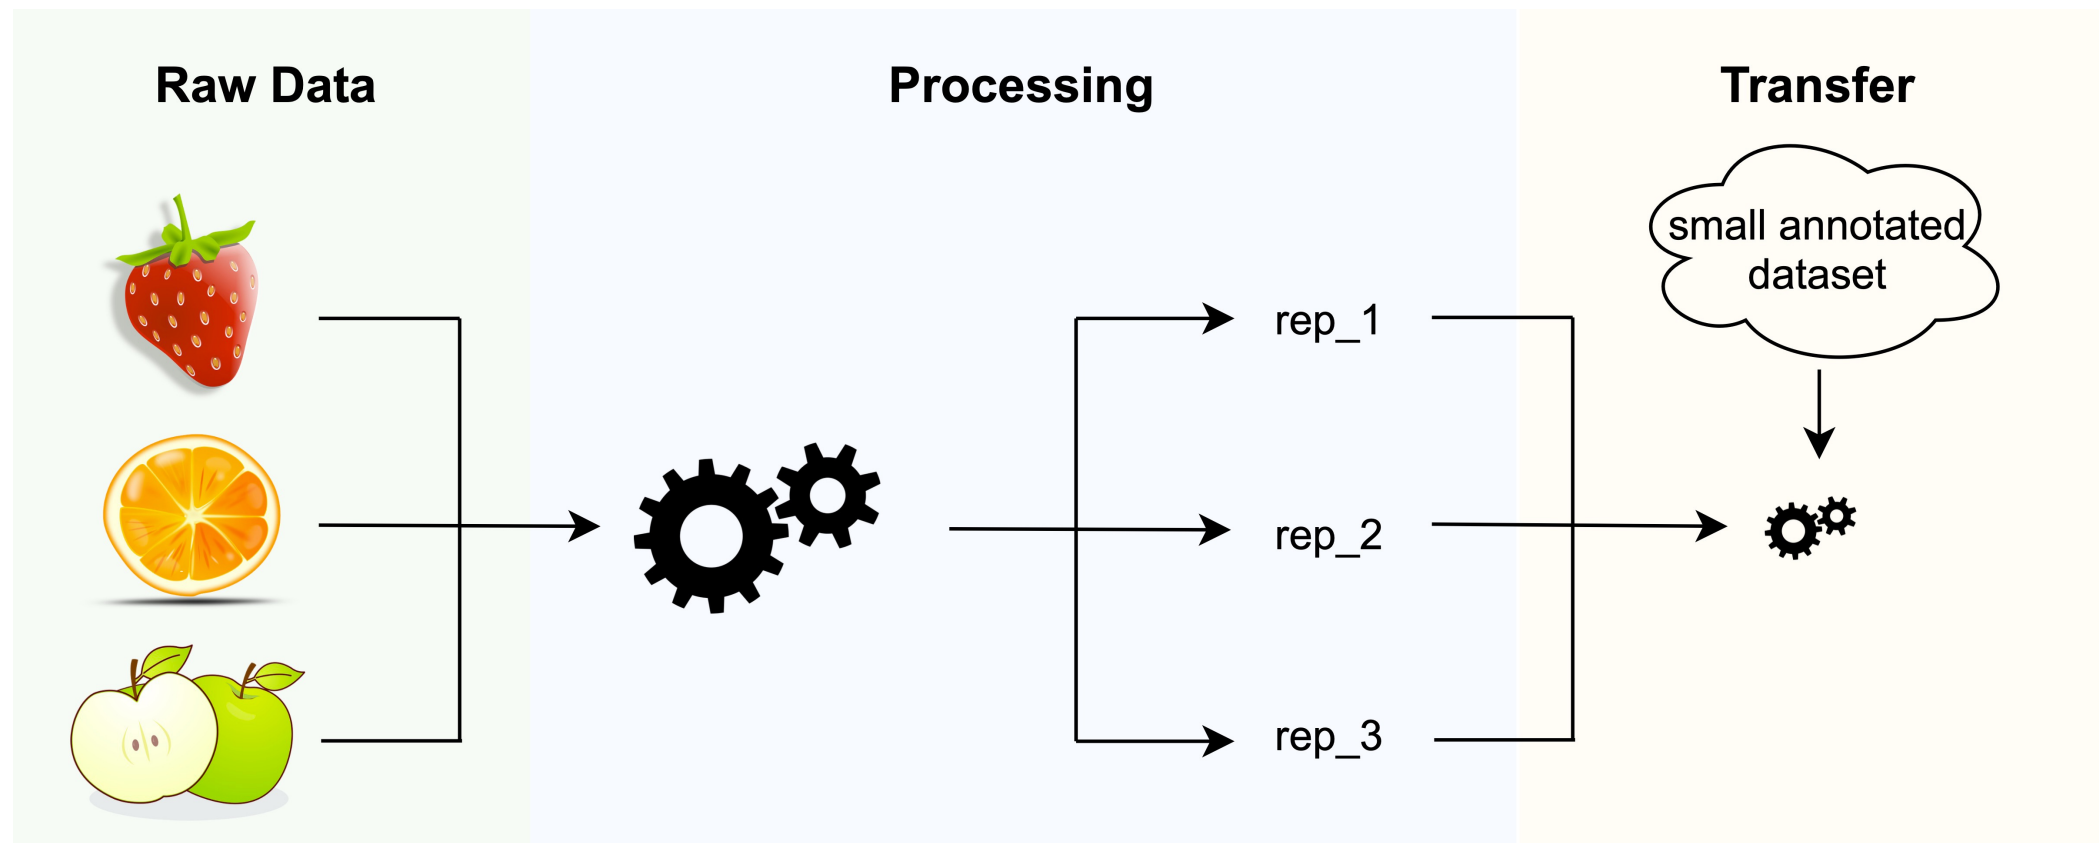 Raw Data
Processing
Transfer
small annotated
dataset
rep_1
rep_2
rep_3